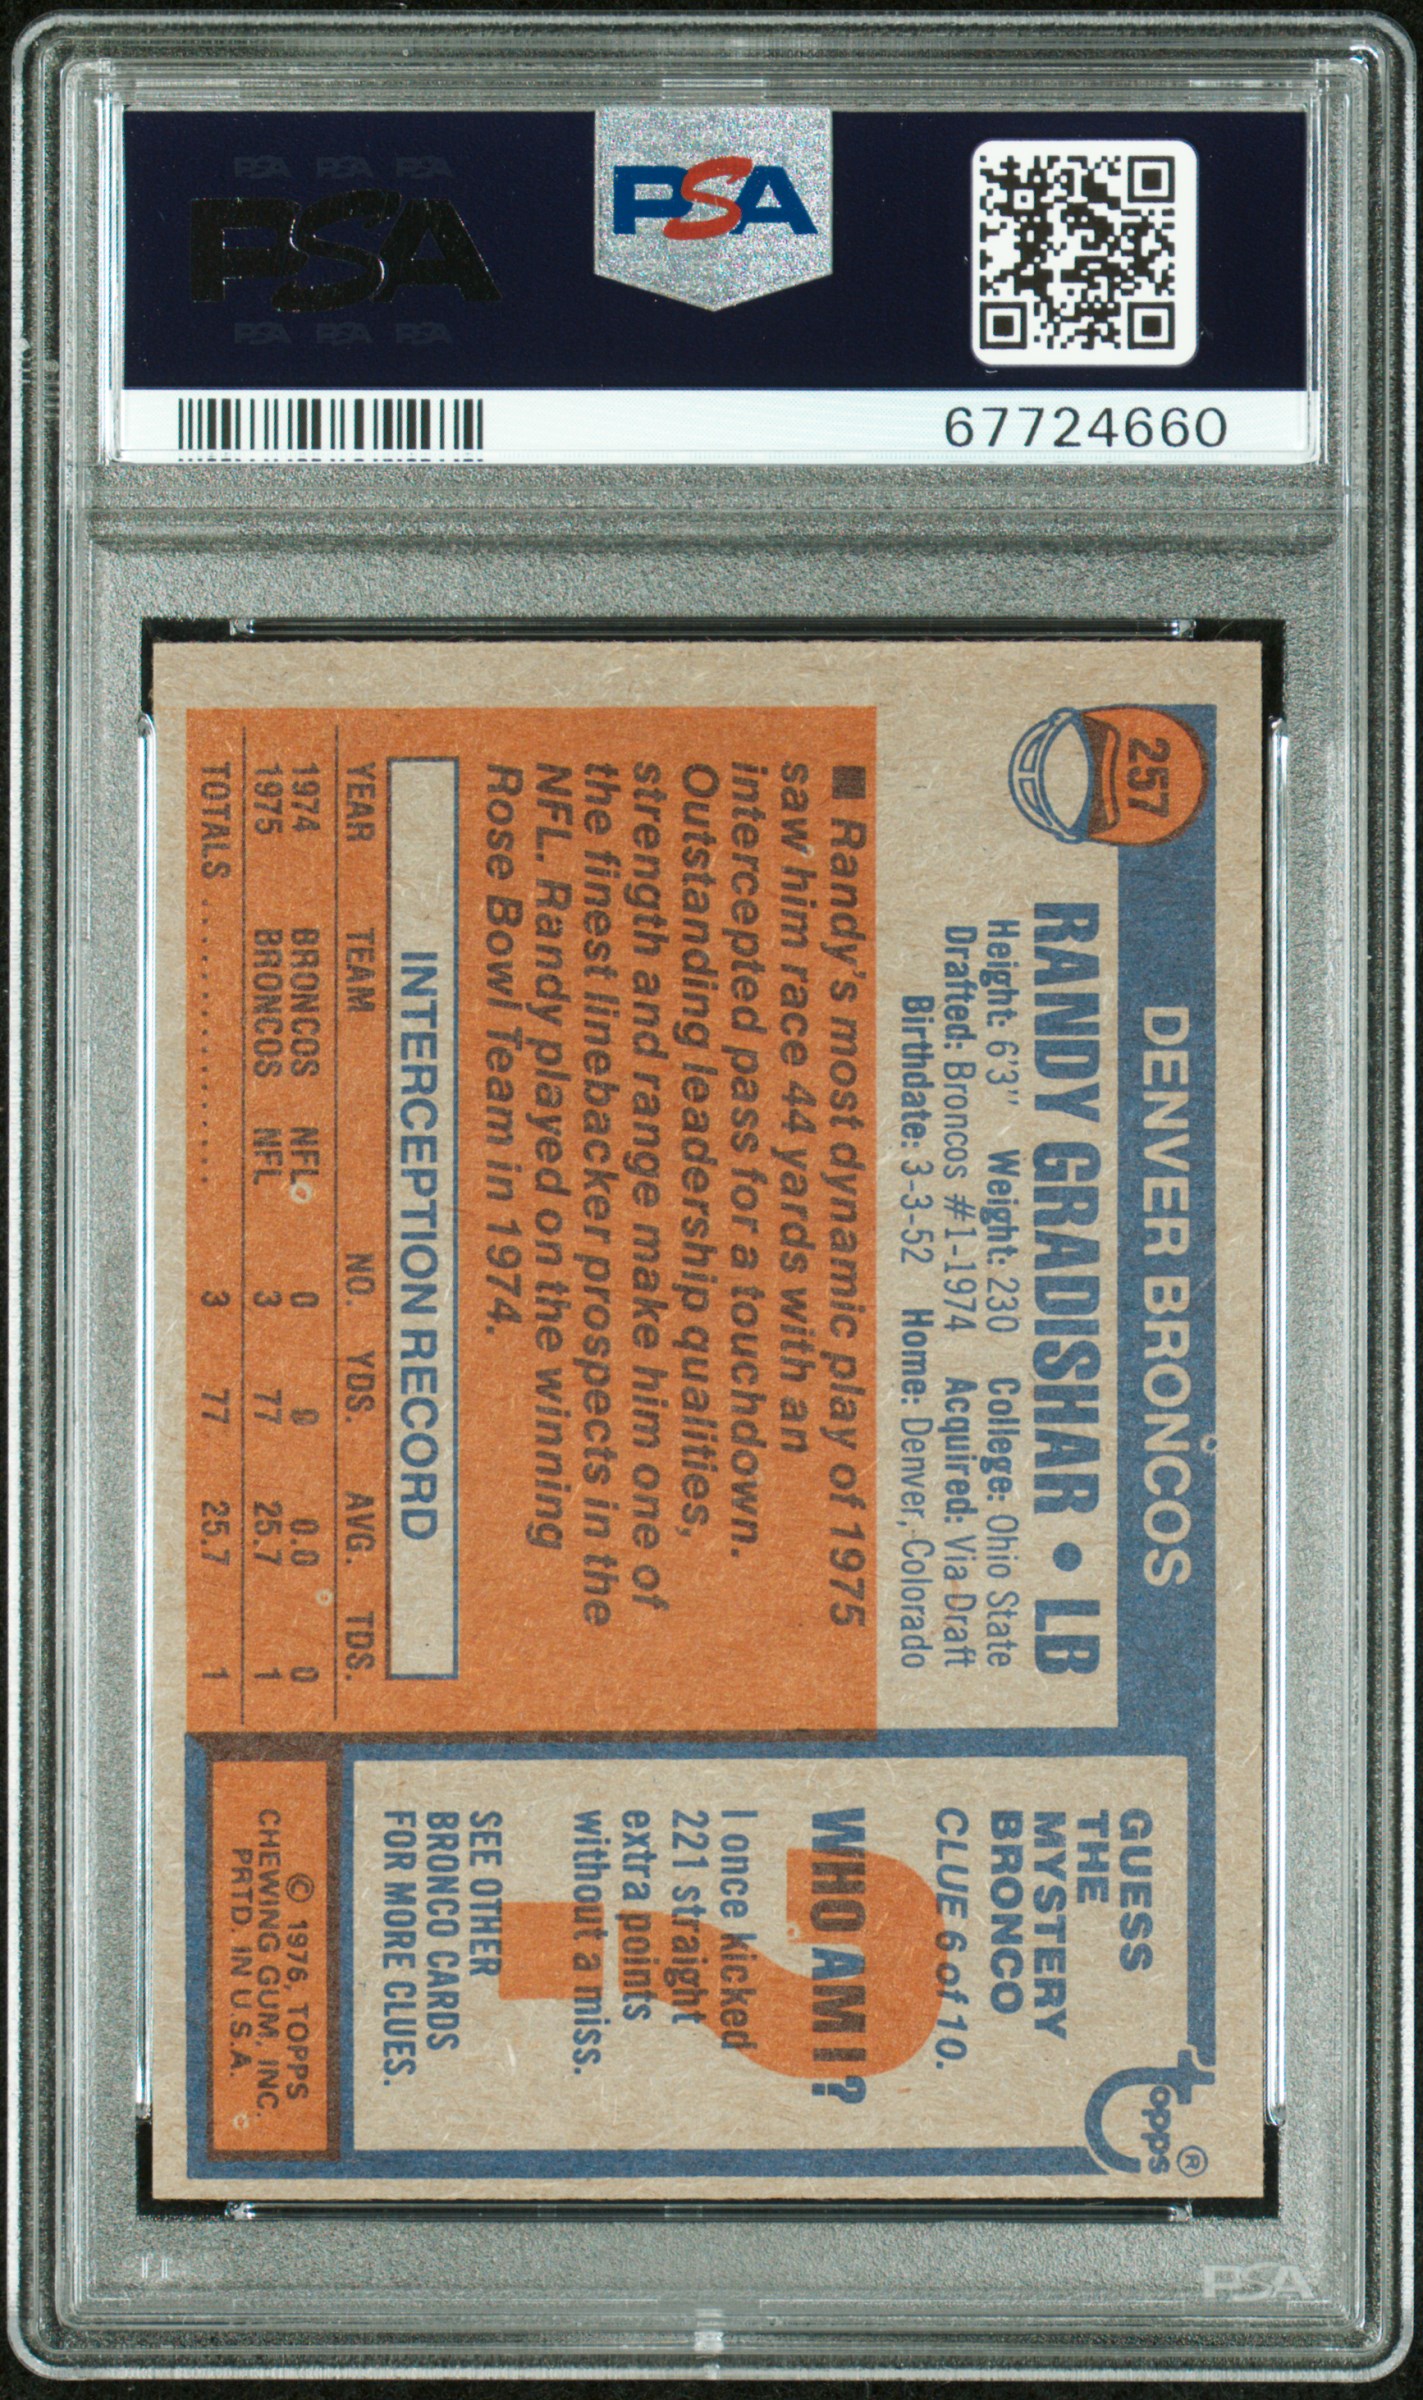 PSA PSA PSA
PSA
PSA PSA PSA
PSA
67724660
257
DENVER BRONCOS
RANDY GRADISHAR • LB
Height: 6'3" Weight: 230 College: Ohio State
Drafted: Broncos #1-1974 Acquired: Via Draft
Birthdate: 3-3-52 Home: Denver, Colorado
■ Randy's most dynamic play of 1975
saw him race 44 yards with an
intercepted pass for a touchdown.
Outstanding leadership qualities,
strength and range make him one of
the finest linebacker prospects in the
NFL. Randy played on the winning
Rose Bowl Team in 1974.
INTERCEPTION RECORD
YEAR TEAM NO. YDS. AVG. TDS.
1974 BRONCOS NFL 0 0 0.0 0
1975 BRONCOS NFL 3 77 25.7 1
TOTALS .................. 3 77 25.7 1
topps®
GUESS
THE
MYSTERY
BRONCO
CLUE 6 of 10.
WHO AM I?
I once kicked
221 straight
extra points
without a miss.
SEE OTHER
BRONCO CARDS
FOR MORE CLUES.
© 1976, TOPPS
CHEWING GUM, INC.
PRTD. IN U.S.A.
PSA